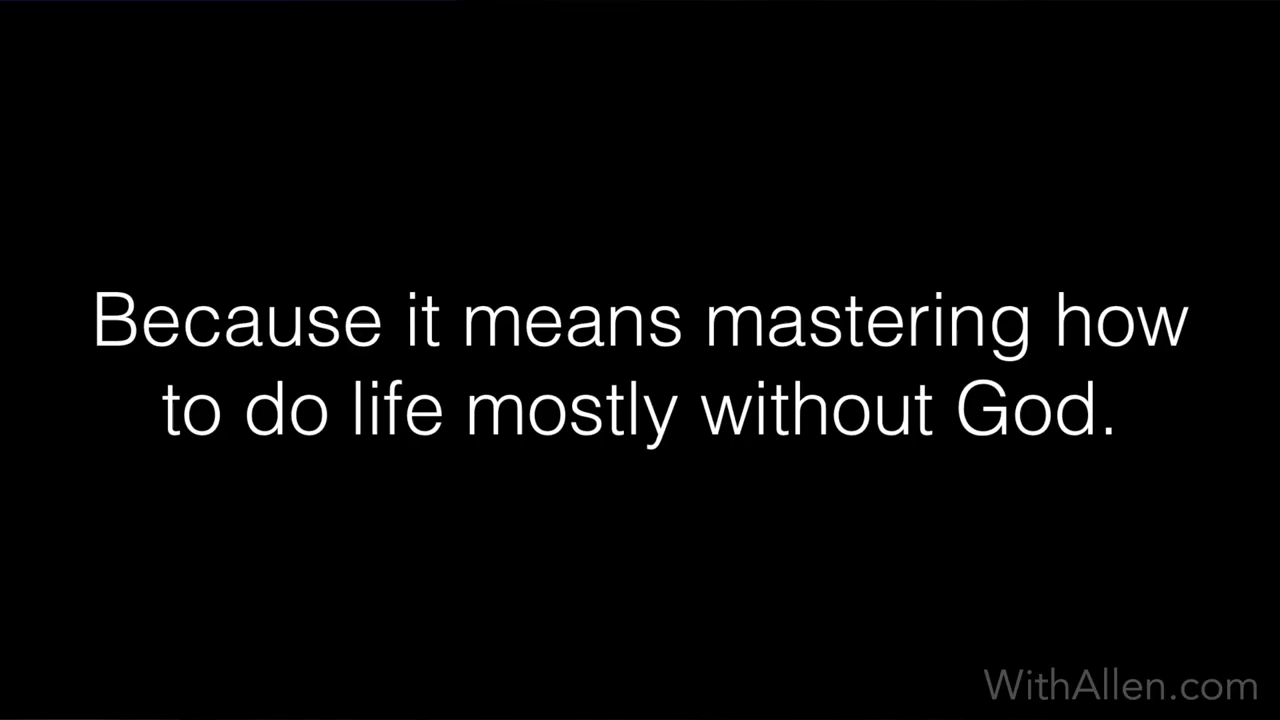 Because it means mastering how
to do life mostly without God.
WithAllen.com